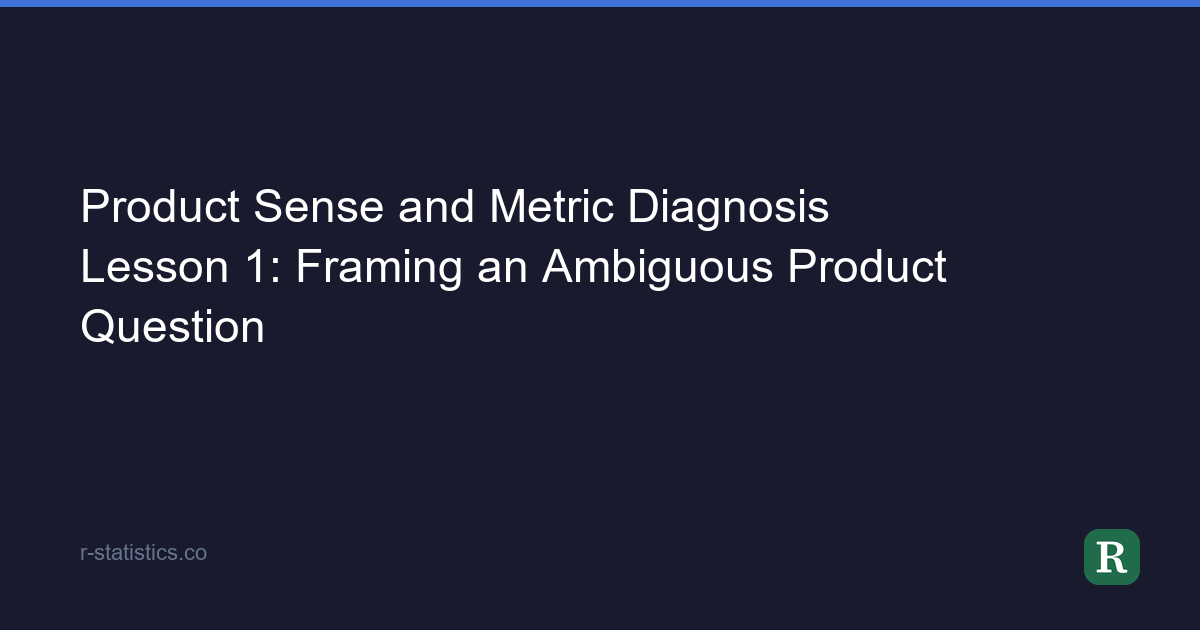 Product Sense and Metric Diagnosis
Lesson 1: Framing an Ambiguous Product
Question
r-statistics.co
R